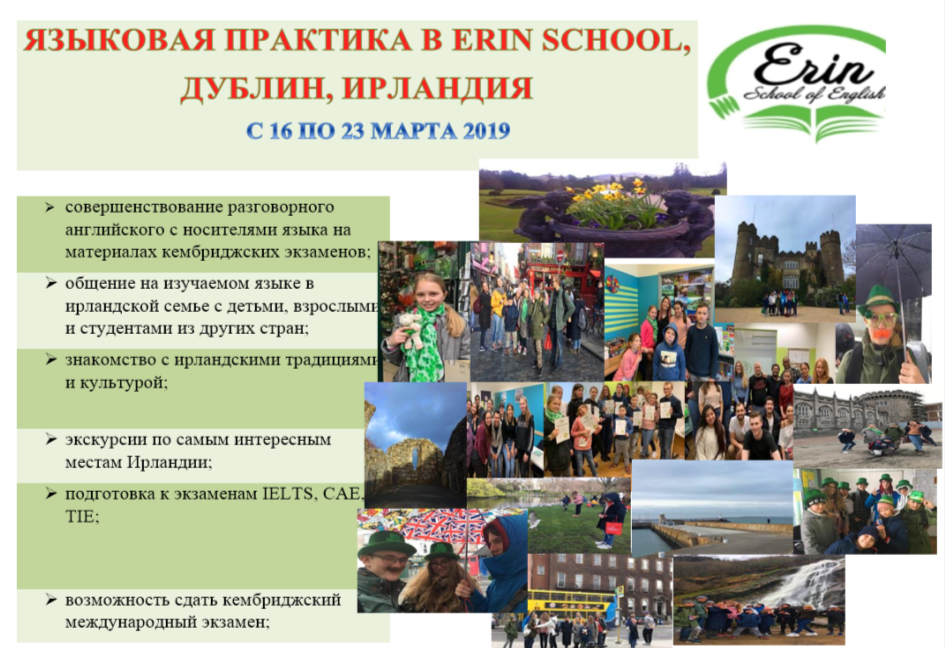 ЯЗЫКОВАЯ ПРАКТИКА В ERIN SCHOOL,
ДУБЛИН, ИРЛАНДИЯ
С 16 ПО 23 МАРТА 2019
Erin
School of English
➢ совершенствование разговорного
английского с носителями языка на
материалах кембриджских экзаменов;
➢ общение на изучаемом языке в
ирландской семье с детьми, взрослыми
и студентами из других стран;
➢ знакомство с ирландскими традициями
и культурой;
➢ экскурсии по самым интересным
местам Ирландии;
➢ подготовка к экзаменам IELTS, CAE,
TIE;
➢ возможность сдать кембриджский
международный экзамен;